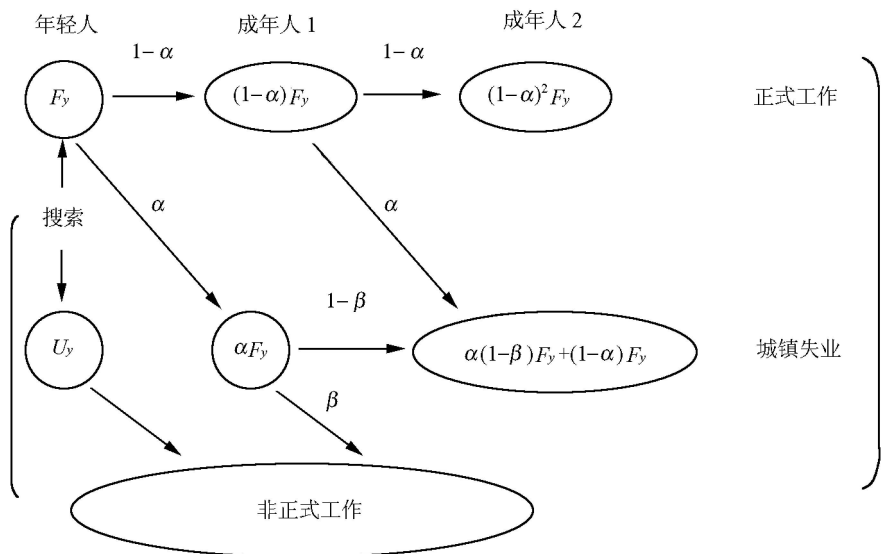 年轻人 成年人 1 成年人 2
1−α 1−α
F_y (1−α)F_y (1−α)²F_y 正式工作
搜索 α α
1−β
U_y αF_y α(1−β)F_y+(1−α)F_y 城镇失业
β
非正式工作